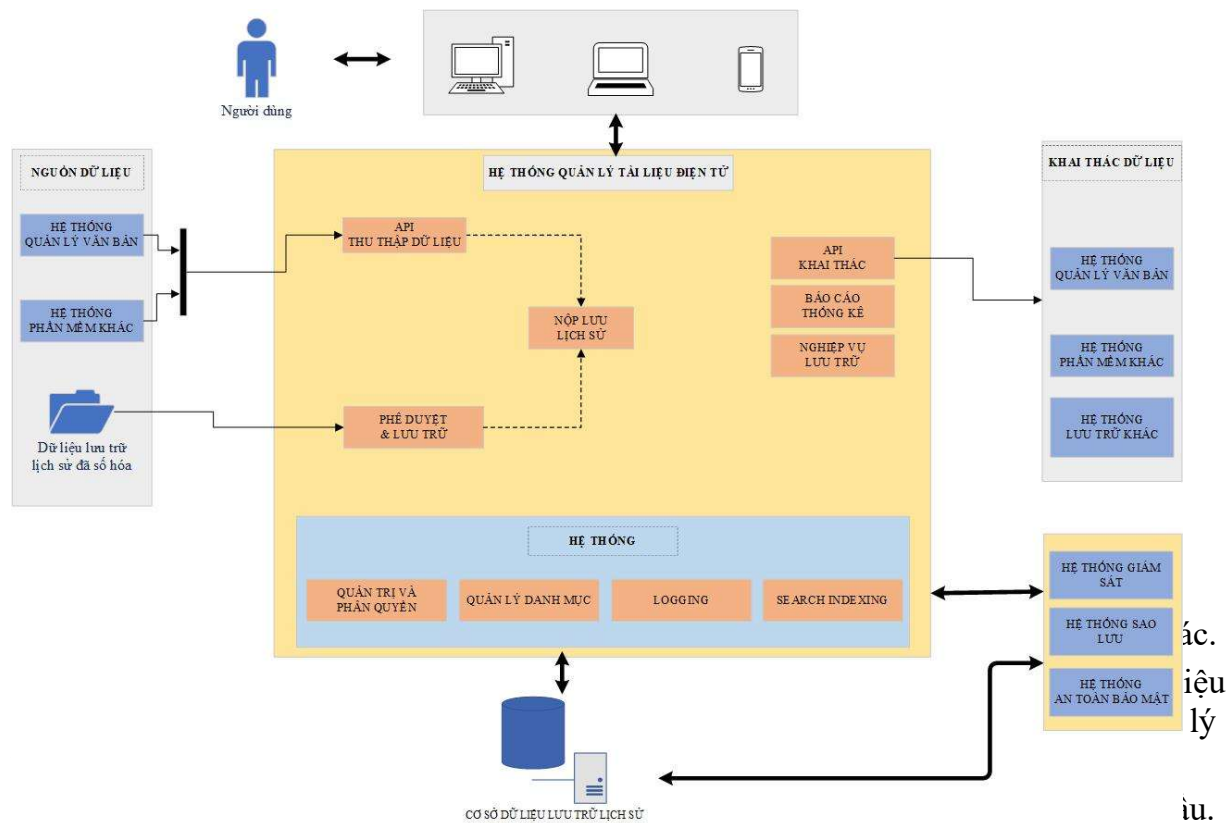 Người dùng
NGUỒN DỮ LIỆU
HỆ THỐNG
QUẢN LÝ VĂN BẢN
HỆ THỐNG
PHẦN MỀM KHÁC
Dữ liệu lưu trữ
lịch sử đã số hóa
HỆ THỐNG QUẢN LÝ TÀI LIỆU ĐIỆN TỬ
API
THU THẬP DỮ LIỆU
NỘP LƯU
LỊCH SỬ
PHÊ DUYỆT
& LƯU TRỮ
API
KHAI THÁC
BÁO CÁO
THỐNG KÊ
NGHIỆP VỤ
LƯU TRỮ
HỆ THỐNG
QUẢN TRỊ VÀ
PHÂN QUYỀN
QUẢN LÝ DANH MỤC
LOGGING
SEARCH INDEXING
KHAI THÁC DỮ LIỆU
HỆ THỐNG
QUẢN LÝ VĂN BẢN
HỆ THỐNG
PHẦN MỀM KHÁC
HỆ THỐNG
LƯU TRỮ KHÁC
HỆ THỐNG GIÁM
SÁT
HỆ THỐNG SAO
LƯU
HỆ THỐNG
AN TOÀN BẢO MẬT
CƠ SỞ DỮ LIỆU LƯU TRỮ LỊCH SỬ
lý